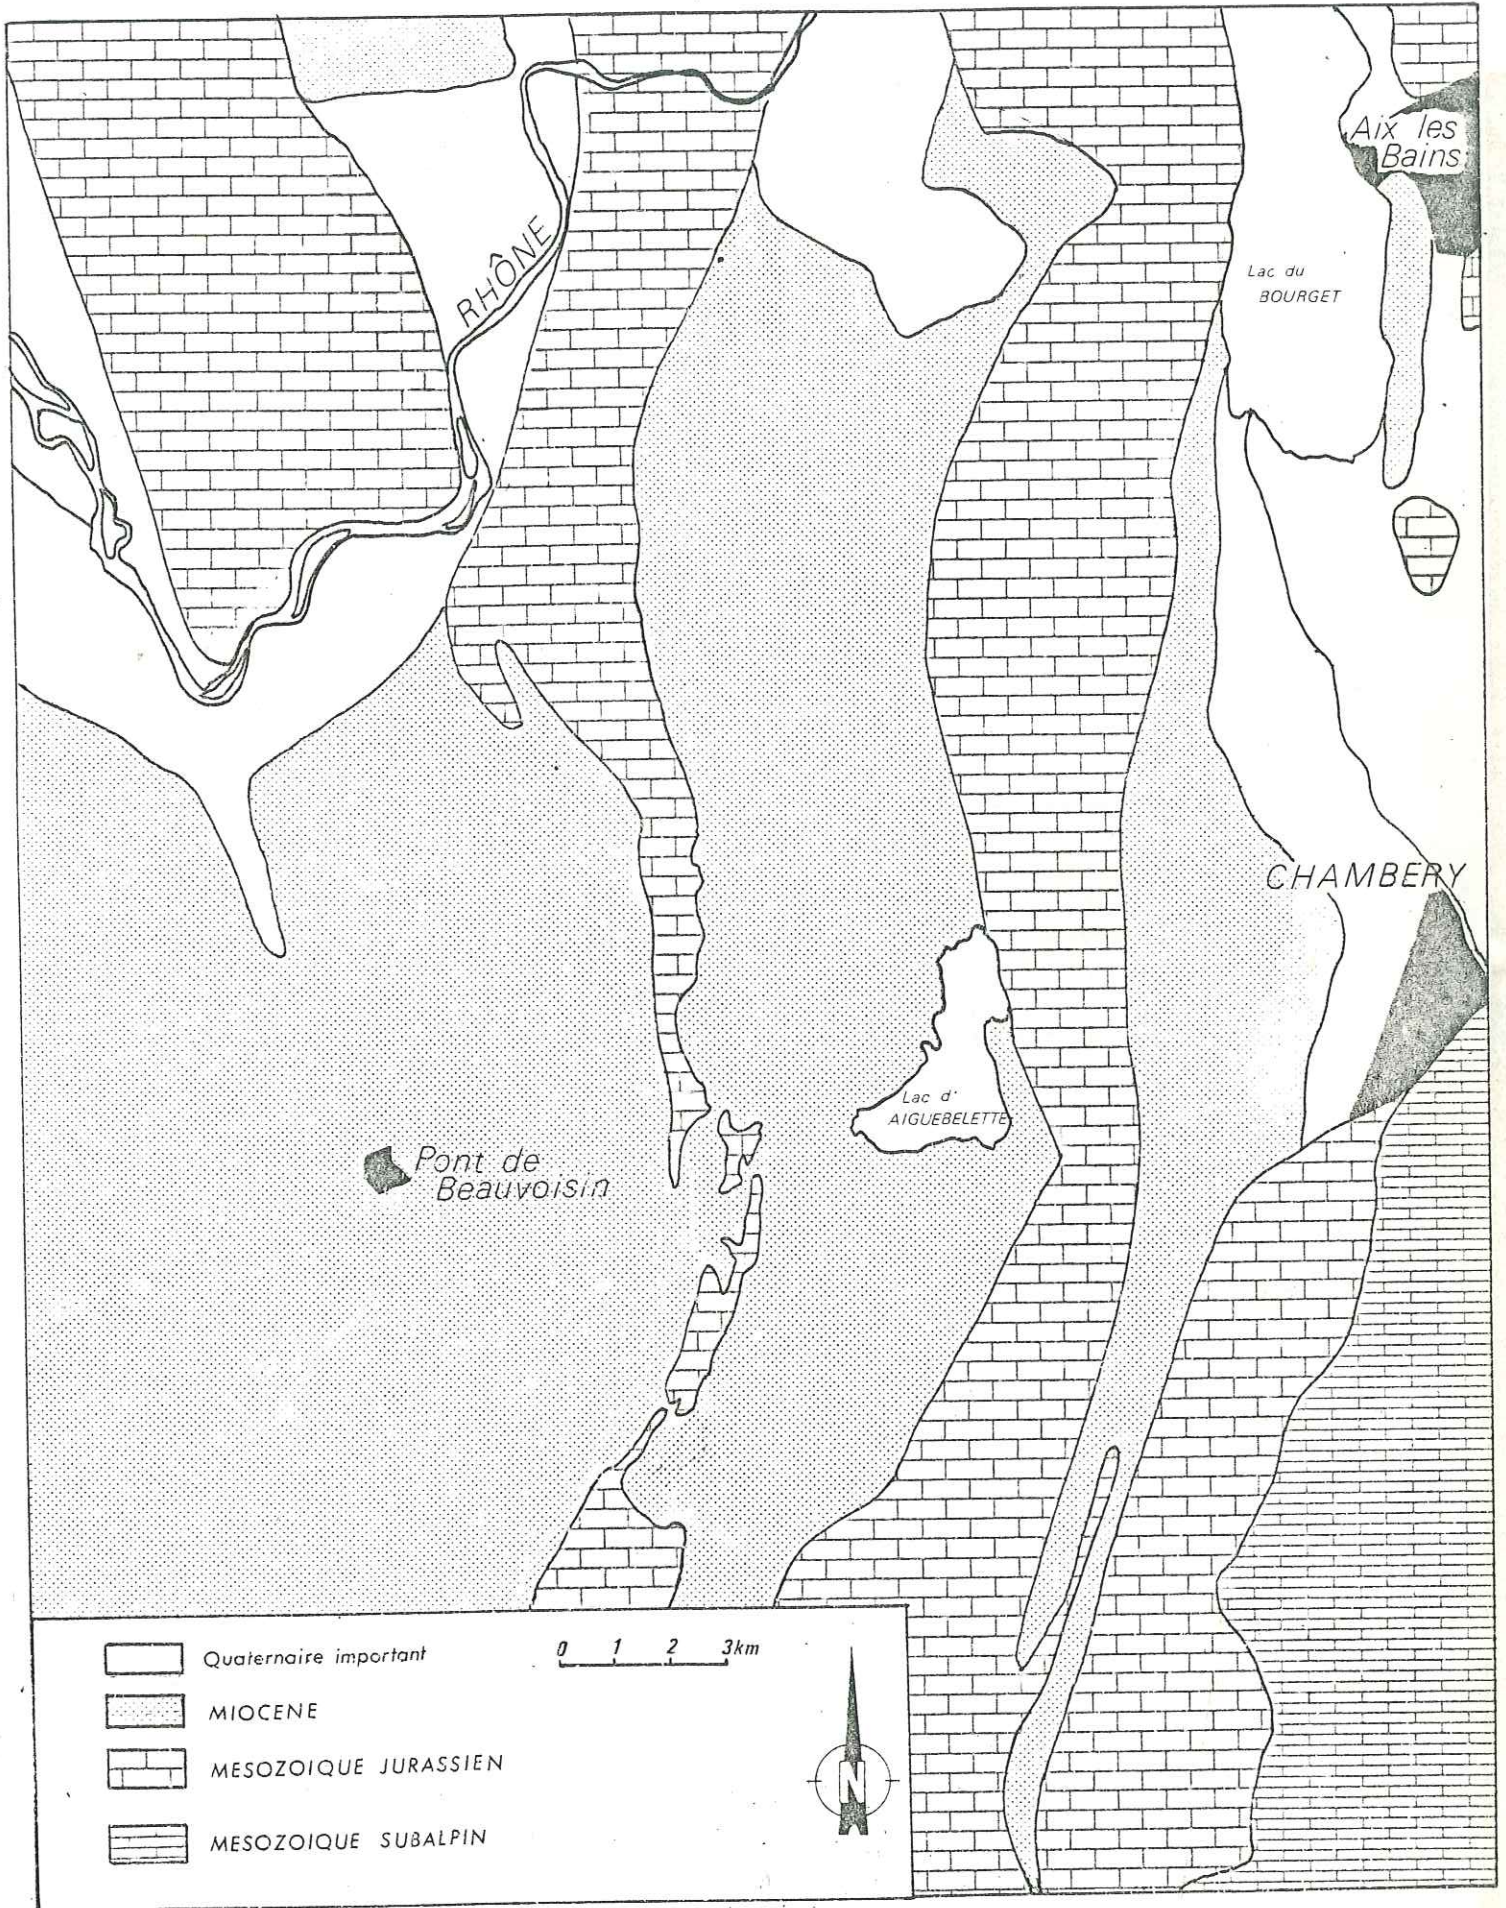 Aix les
Bains
RHÔNE
Lac du
BOURGET
CHAMBERY
Lac d'
AIGUEBELETTE
Pont de
Beauvoisin
Quaternaire important
0 1 2 3km
MIOCENE
MESOZOIQUE JURASSIEN
N
MESOZOIQUE SUBALPIN